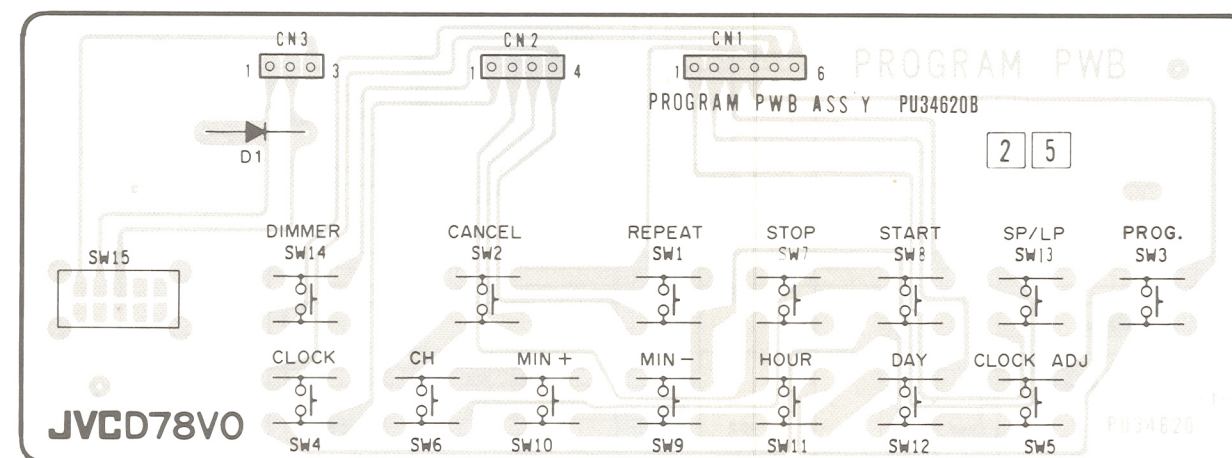 CN3 CN2 CN1
1 3 1 4 1 6
PROGRAM PWB
PROGRAM PWB ASS'Y PU34620B
D1
2 5
DIMMER CANCEL REPEAT STOP START SP/LP PROG.
SW15 SW14 SW2 SW1 SW7 SW8 SW13 SW3
CLOCK CH MIN+ MIN- HOUR DAY CLOCK ADJ
JVCD78V0
PU34620
SW4 SW6 SW10 SW9 SW11 SW12 SW5